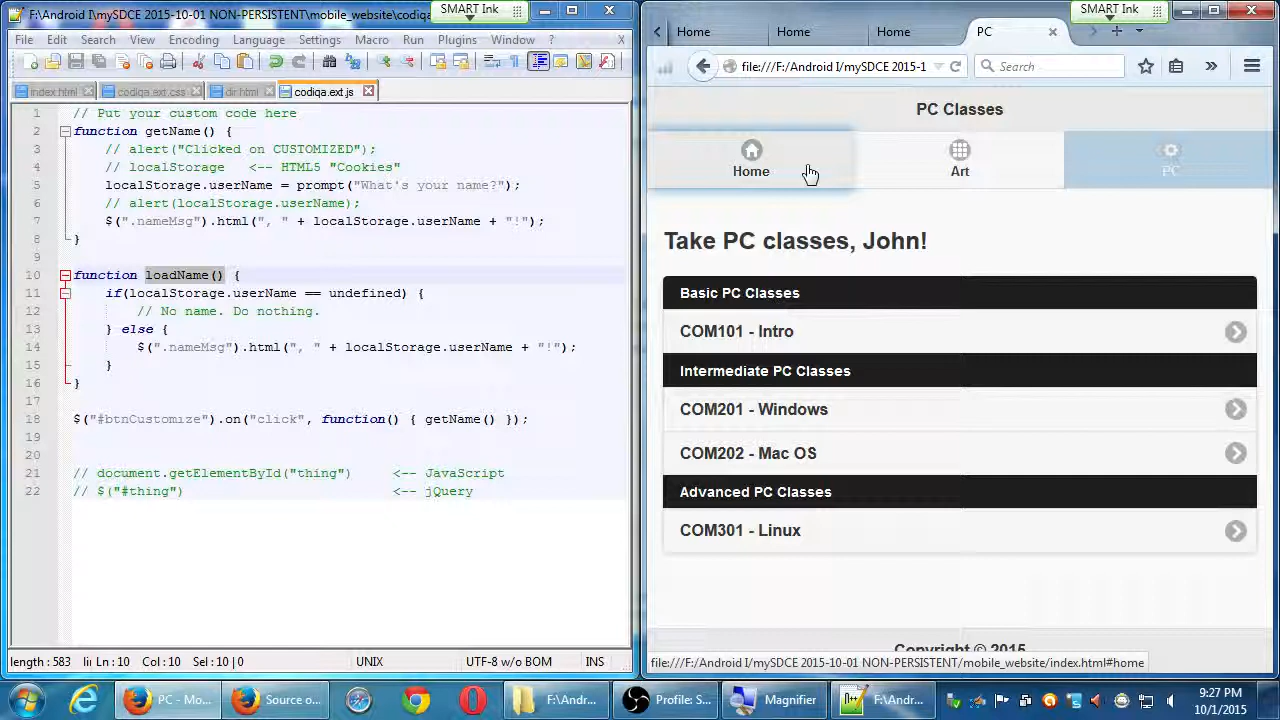 F:\Android I\mySDCE 2015-10-01 NON-PERSISTENT\mobile_website\codiqa
SMART Ink
File Edit Search View Encoding Language Settings Macro Run Plugins Window ? X
index.html codiqa.ext.css dir.html codiqa.ext.js
1 // Put your custom code here
2 function getName() {
3 // alert("Clicked on CUSTOMIZED");
4 // localStorage <-- HTML5 "Cookies"
5 localStorage.userName = prompt("What's your name?");
6 // alert(localStorage.userName);
7 $(".nameMsg").html(", " + localStorage.userName + "!");
8 }
9
10 function loadName() {
11 if(localStorage.userName == undefined) {
12 // No name. Do nothing.
13 } else {
14 $(".nameMsg").html(", " + localStorage.userName + "!");
15 }
16 }
17
18 $("#btnCustomize").on("click", function() { getName() });
19
20
21 // document.getElementById("thing") <-- JavaScript
22 // $("#thing") <-- jQuery
length : 583 Ln : 10 Col : 10 Sel : 10 | 0 UNIX UTF-8 w/o BOM INS
SMART Ink
Home Home Home PC
file:///F:/Android I/mySDCE 2015-1 Search
PC Classes
Home Art PC
Take PC classes, John!
Basic PC Classes
COM101 - Intro
Intermediate PC Classes
COM201 - Windows
COM202 - Mac OS
Advanced PC Classes
COM301 - Linux
Copyright © 2015
file:///F:/Android I/mySDCE 2015-10-01 NON-PERSISTENT/mobile_website/index.html#home
PC - Mo... Source o... F:\Andr... Profile: S... Magnifier F:\Andr...
9:27 PM
10/1/2015